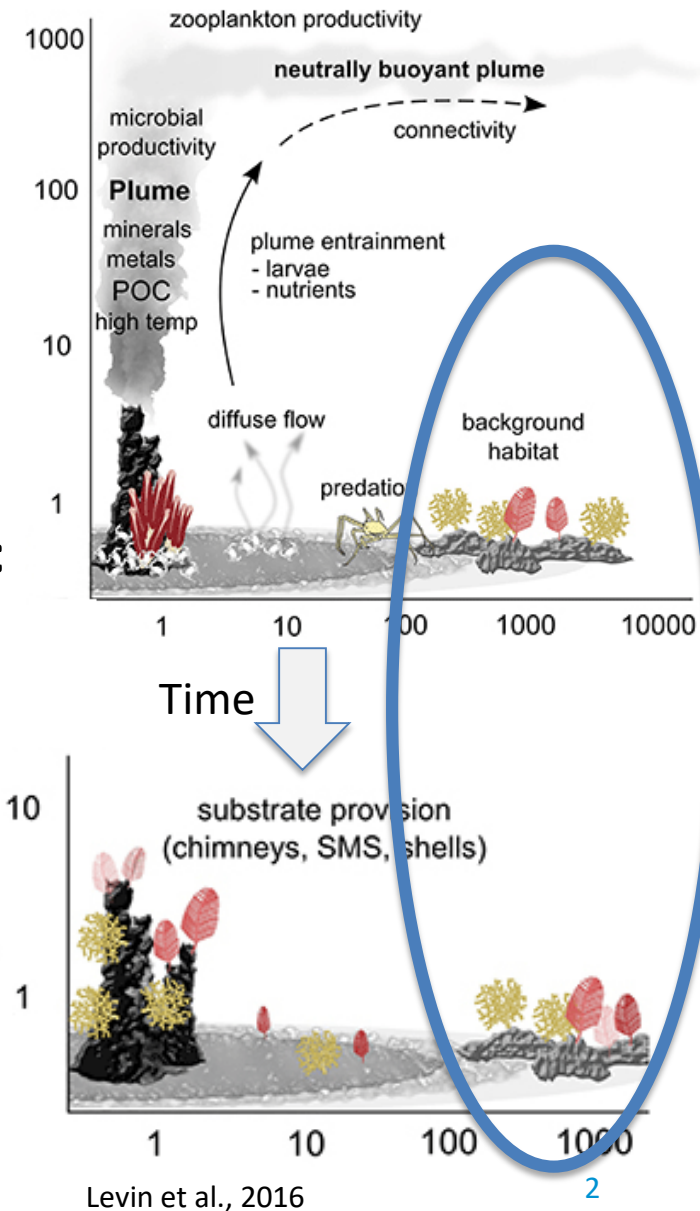 zooplankton productivity
1000
neutrally buoyant plume
microbial
productivity
connectivity
100
Plume
minerals
metals
POC
high temp
plume entrainment
- larvae
- nutrients
10
diffuse flow
background
habitat
predatio
1
:
1 10 100 1000 10000
Time
10
substrate provision
(chimneys, SMS, shells)
1
1 10 100 1000
Levin et al., 2016
2